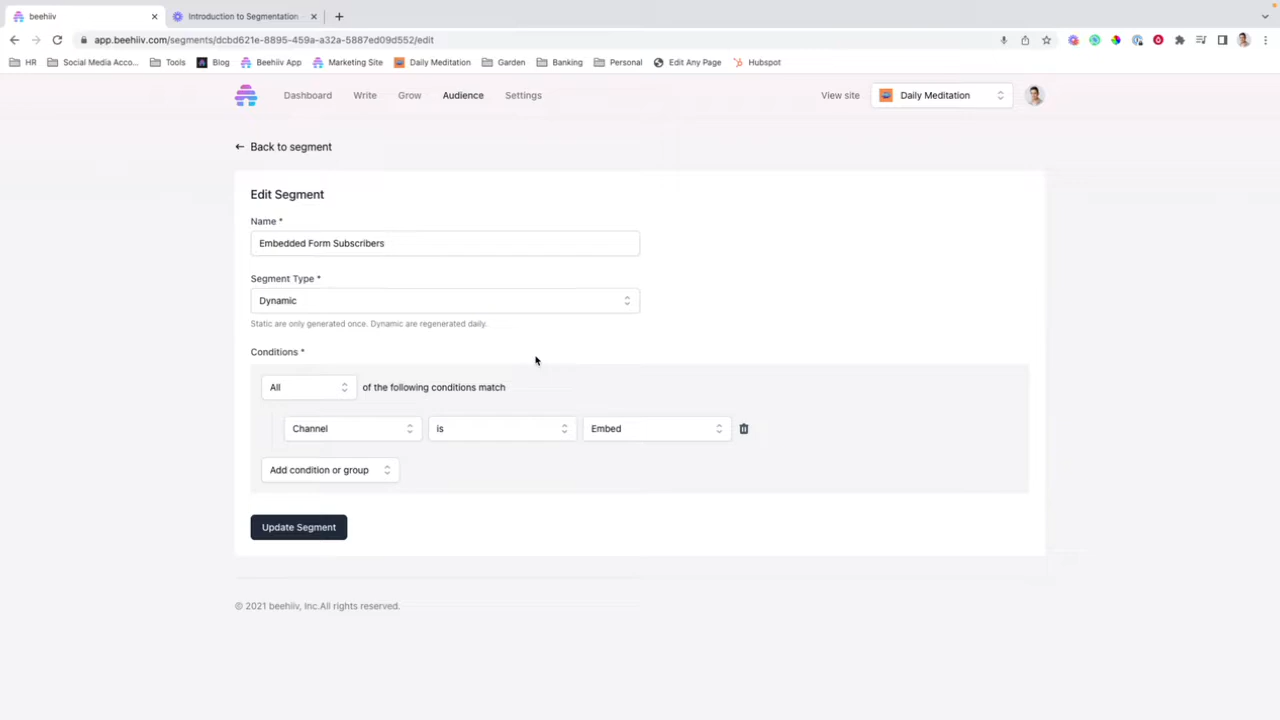 beehiiv
Introduction to Segmentation
app.beehiiv.com/segments/dcbd621e-8895-459a-a32a-5887ed09d552/edit
HR Social Media Acco... Tools Blog Beehiiv App Marketing Site Daily Meditation Garden Banking Personal Edit Any Page Hubspot
Dashboard Write Grow Audience Settings View site Daily Meditation
← Back to segment
Edit Segment
Name *
Embedded Form Subscribers
Segment Type *
Dynamic
Static are only generated once. Dynamic are regenerated daily.
Conditions *
All of the following conditions match
Channel is Embed
Add condition or group
Update Segment
© 2021 beehiiv, Inc.All rights reserved.